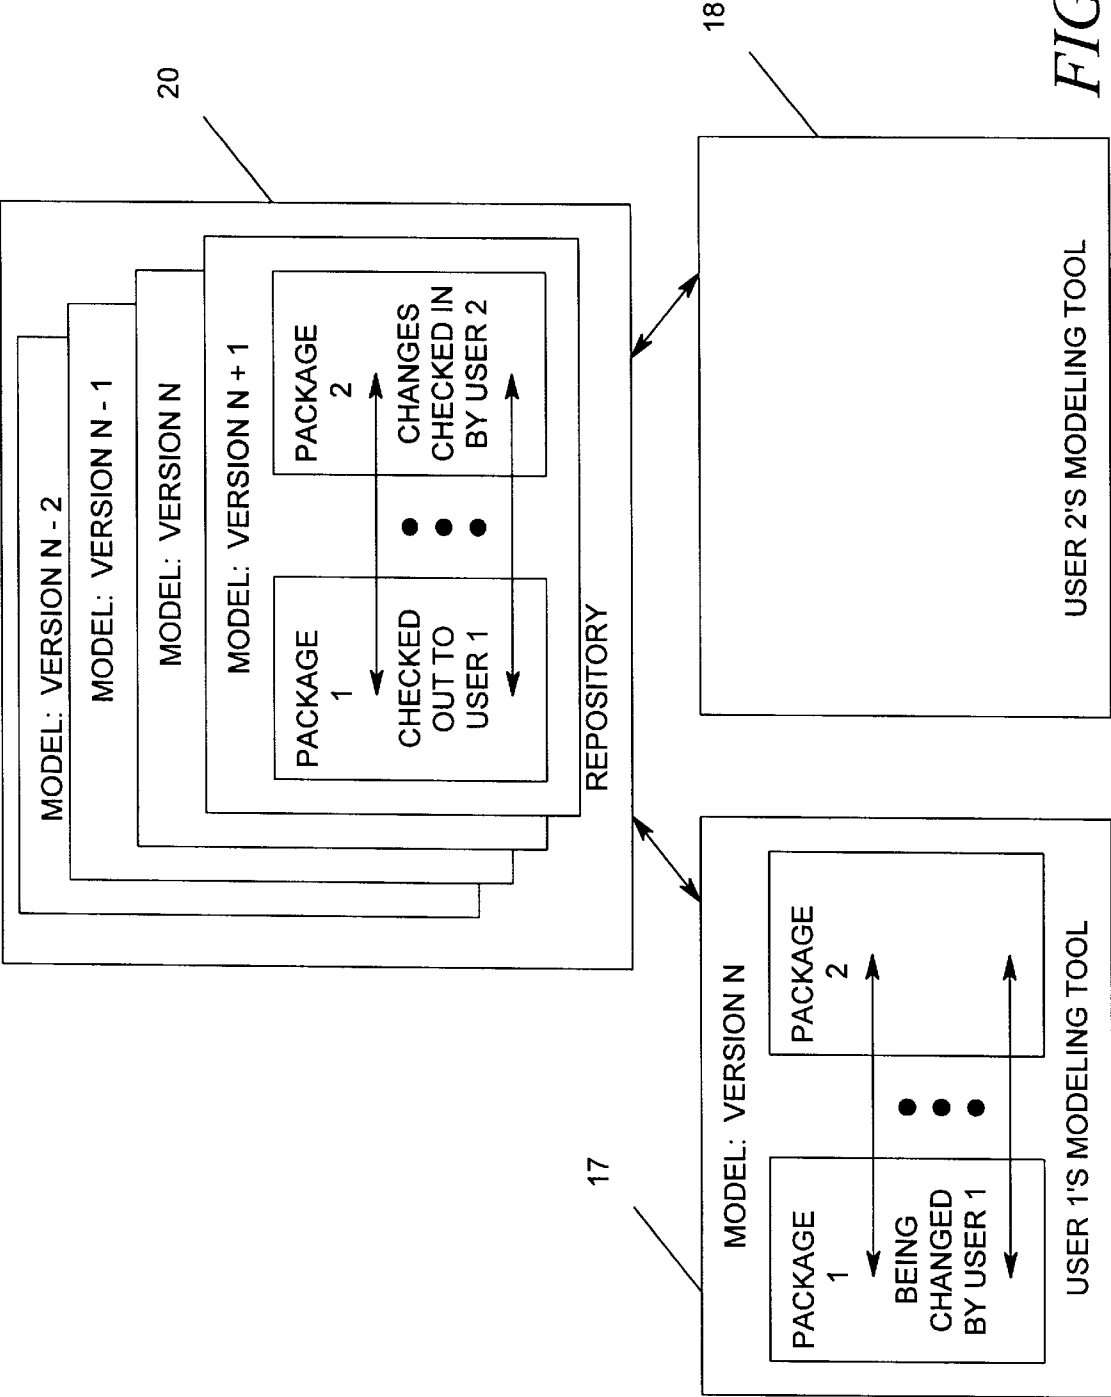 20
MODEL: VERSION N - 2
MODEL: VERSION N - 1
MODEL: VERSION N
MODEL: VERSION N + 1
PACKAGE
1
CHECKED
OUT TO
USER 1
PACKAGE
2
CHANGES
CHECKED IN
BY USER 2
REPOSITORY
17
MODEL: VERSION N
PACKAGE
1
BEING
CHANGED
BY USER 1
PACKAGE
2
USER 1'S MODELING TOOL
18
USER 2'S MODELING TOOL
FIG